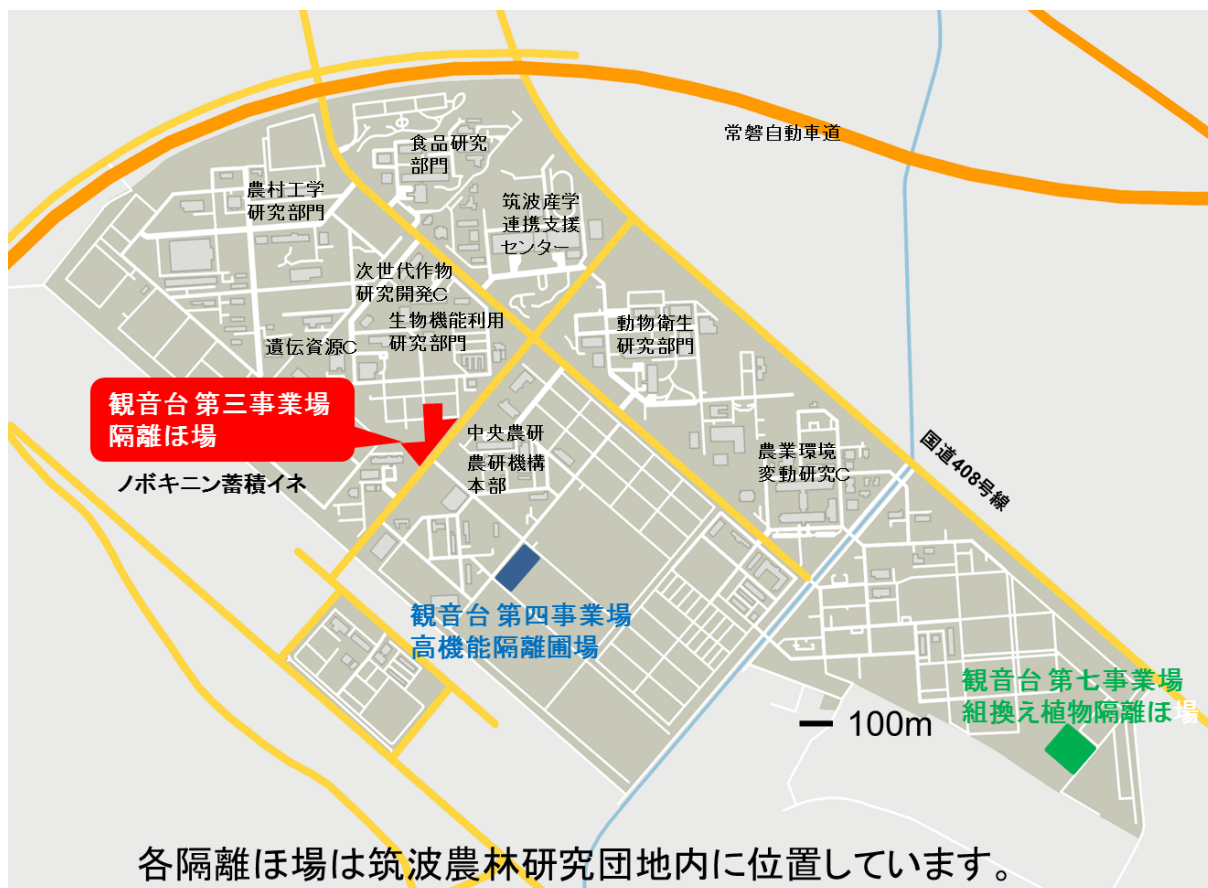 常磐自動車道
食品研究
部門
農村工学
研究部門
筑波産学
連携支援
センター
次世代作物
研究開発C
生物機能利用
研究部門
遺伝資源C
動物衛生
研究部門
観音台 第三事業場
隔離ほ場
ノボキニン蓄積イネ
中央農研
農研機構
本部
農業環境
変動研究C
国道408号線
観音台 第四事業場
高機能隔離圃場
観音台 第七事業場
組換え植物隔離ほ場
100m
各隔離ほ場は筑波農林研究団地内に位置しています。